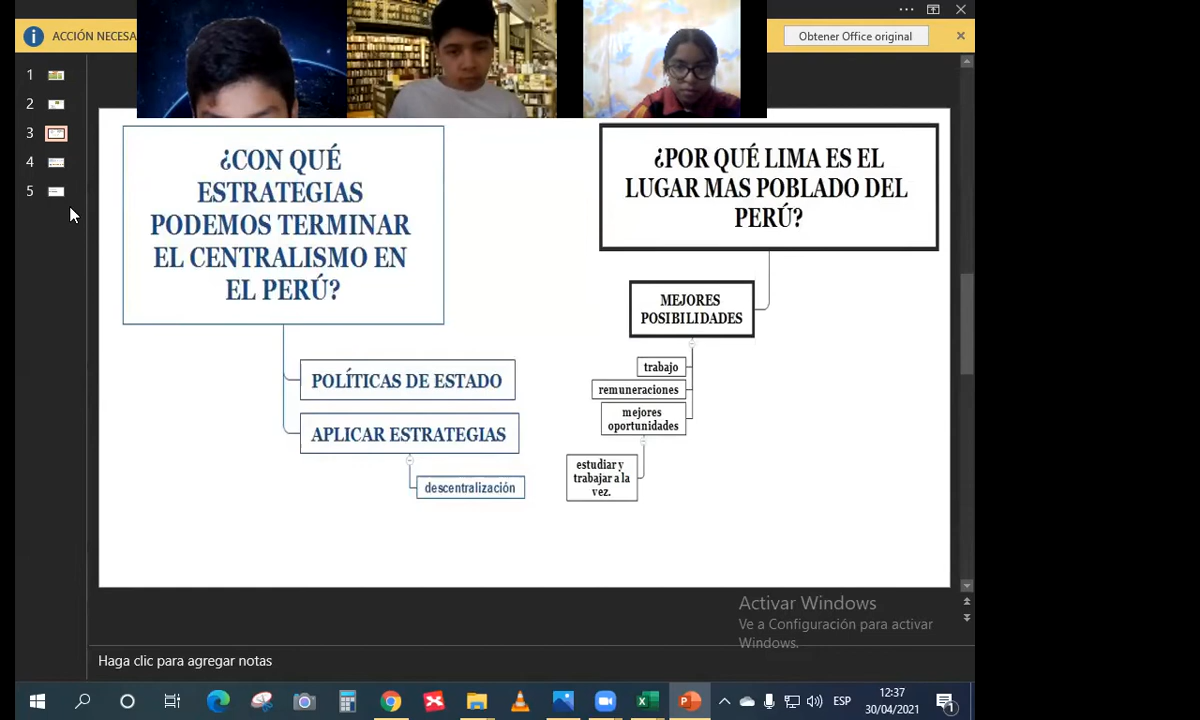 ACCIÓN NECESA
Obtener Office original
1
2
3
4
5
¿CON QUÉ
ESTRATEGIAS
PODEMOS TERMINAR
EL CENTRALISMO EN
EL PERÚ?
POLÍTICAS DE ESTADO
APLICAR ESTRATEGIAS
descentralización
¿POR QUÉ LIMA ES EL
LUGAR MAS POBLADO DEL
PERÚ?
MEJORES
POSIBILIDADES
trabajo
remuneraciones
mejores
oportunidades
estudiar y
trabajar a la
vez.
Activar Windows
Ve a Configuración para activar
Windows.
Haga clic para agregar notas
ESP
12:37
30/04/2021
1